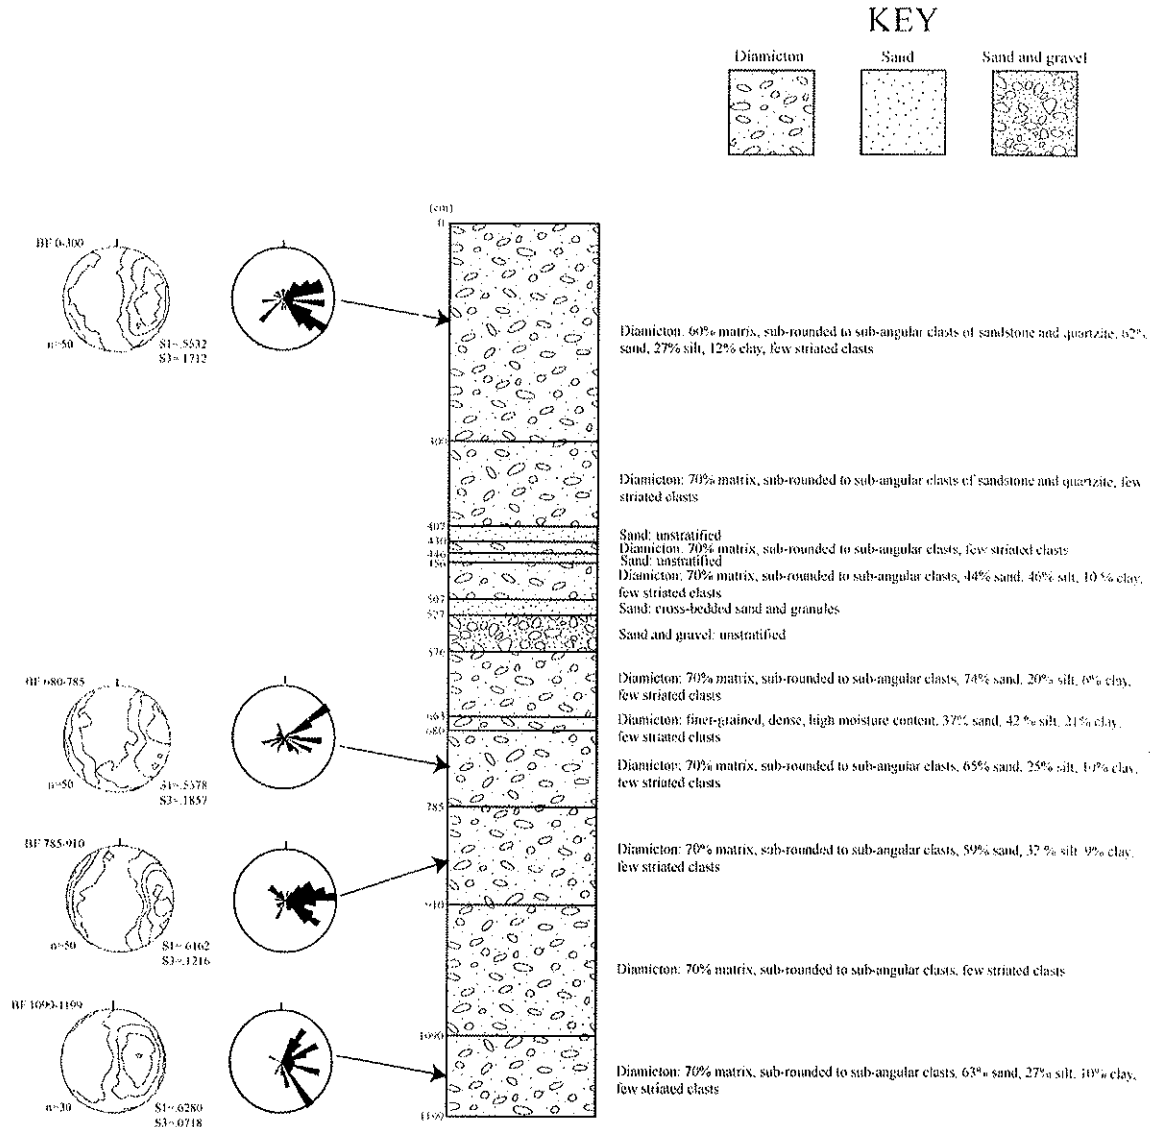 KEY
Diamicton Sand Sand and gravel
(cm)
0
BF 0-300
n=50 S1=.5532
S3=.1712
Diamicton: 60% matrix, sub-rounded to sub-angular clasts of sandstone and quartzite, 62%
sand, 27% silt, 12% clay, few striated clasts
300
Diamicton: 70% matrix, sub-rounded to sub-angular clasts of sandstone and quartzite, few
striated clasts
407
Sand: unstratified
430
Diamicton: 70% matrix, sub-rounded to sub-angular clasts, few striated clasts
446
Sand: unstratified
456
Diamicton: 70% matrix, sub-rounded to sub-angular clasts, 44% sand, 46% silt, 10 % clay,
few striated clasts
507
Sand: cross-bedded sand and granules
527
Sand and gravel: unstratified
576
BF 680-785
n=50 S1=.5378
S3=.1857
Diamicton: 70% matrix, sub-rounded to sub-angular clasts, 74% sand, 20% silt, 6% clay,
few striated clasts
663
Diamicton: finer-grained, dense, high moisture content, 37% sand, 42 % silt, 21% clay,
few striated clasts
680
Diamicton: 70% matrix, sub-rounded to sub-angular clasts, 65% sand, 25% silt, 10% clay,
few striated clasts
785
BF 785-910
n=50 S1=.6162
S3=.1216
Diamicton: 70% matrix, sub-rounded to sub-angular clasts, 59% sand, 32 % silt, 9% clay,
few striated clasts
910
Diamicton: 70% matrix, sub-rounded to sub-angular clasts, few striated clasts
BF 1090-1199
1090
n=30 S1=.6280
S3=.0718
Diamicton: 70% matrix, sub-rounded to sub-angular clasts, 63% sand, 27% silt, 10% clay,
few striated clasts
1199